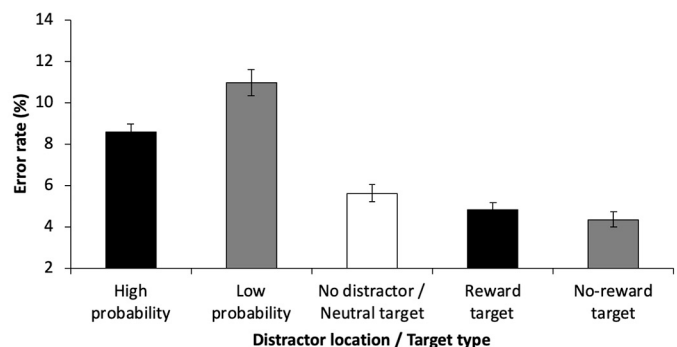 14
12
10
8
6
4
2
Error rate (%)
High
probability
Low
probability
No distractor /
Neutral target
Reward
target
No-reward
target
Distractor location / Target type